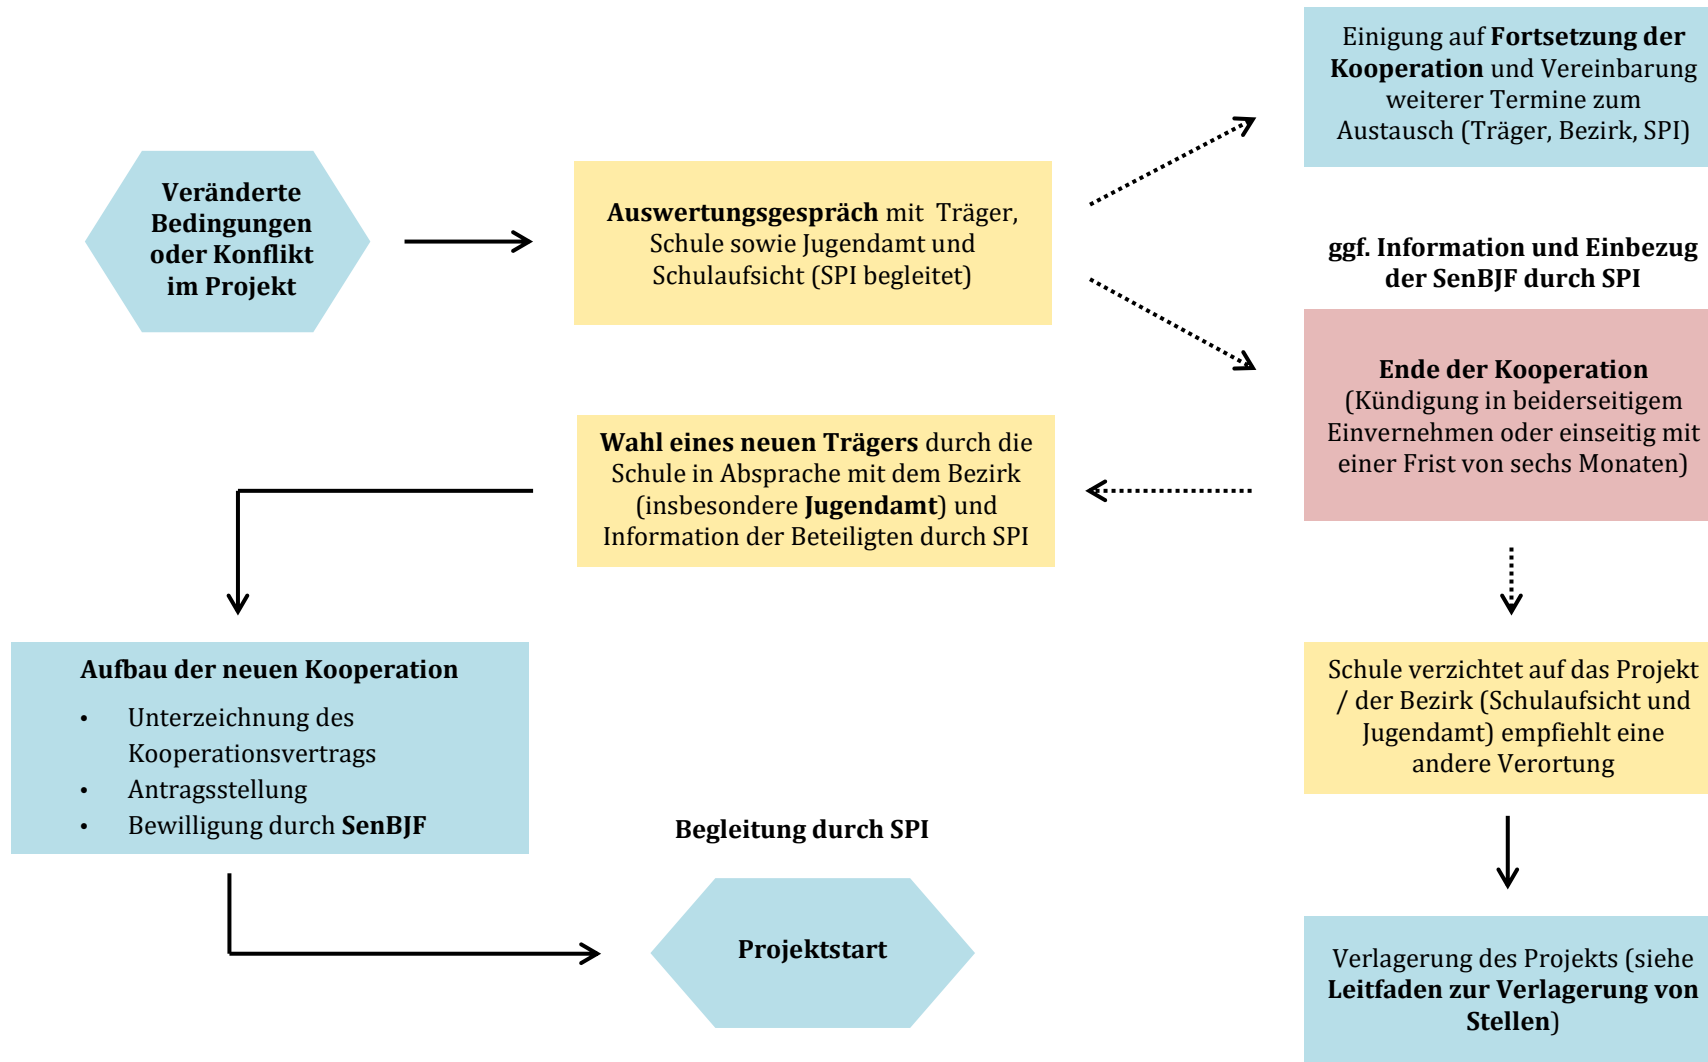 Veränderte
Bedingungen
oder Konflikt
im Projekt
Auswertungsgespräch mit Träger,
Schule sowie Jugendamt und
Schulaufsicht (SPI begleitet)
Einigung auf Fortsetzung der
Kooperation und Vereinbarung
weiterer Termine zum
Austausch (Träger, Bezirk, SPI)
ggf. Information und Einbezug
der SenBJF durch SPI
Ende der Kooperation
(Kündigung in beiderseitigem
Einvernehmen oder einseitig mit
einer Frist von sechs Monaten)
Wahl eines neuen Trägers durch die
Schule in Absprache mit dem Bezirk
(insbesondere Jugendamt) und
Information der Beteiligten durch SPI
Aufbau der neuen Kooperation
• Unterzeichnung des
Kooperationsvertrags
• Antragsstellung
• Bewilligung durch SenBJF
Begleitung durch SPI
Projektstart
Schule verzichtet auf das Projekt
/ der Bezirk (Schulaufsicht und
Jugendamt) empfiehlt eine
andere Verortung
Verlagerung des Projekts (siehe
Leitfaden zur Verlagerung von
Stellen)